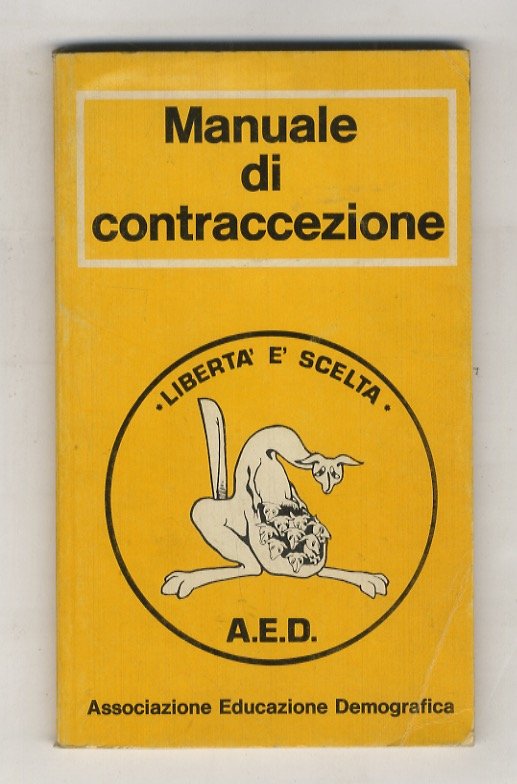 Manuale
di
contraccezione
· LIBERTA' E' SCELTA ·
A.E.D.
Associazione Educazione Demografica